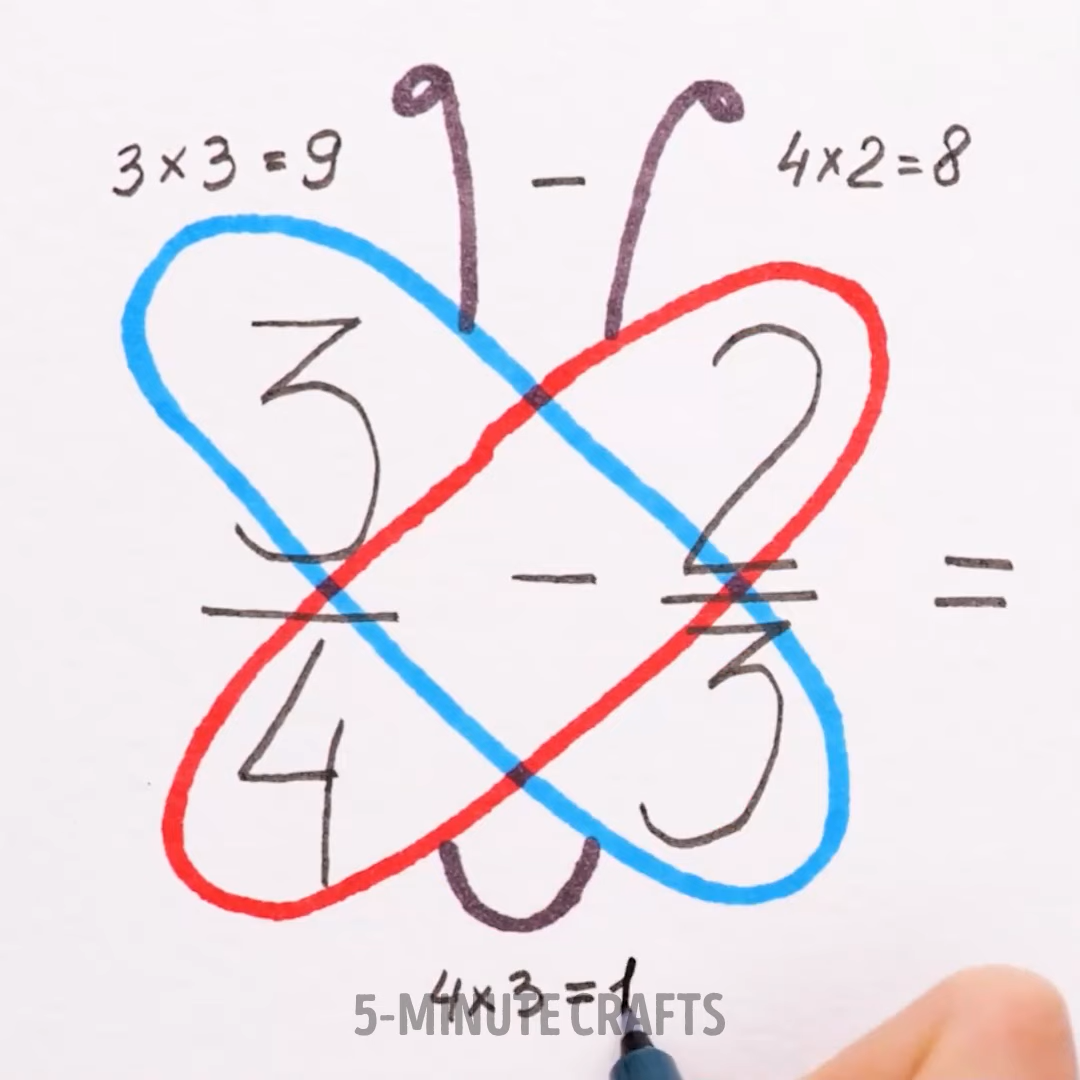 3 × 3 = 9 - 4 × 2 = 8
3 2
- =
4 3
4 × 3 = 1
5-MINUTE CRAFTS